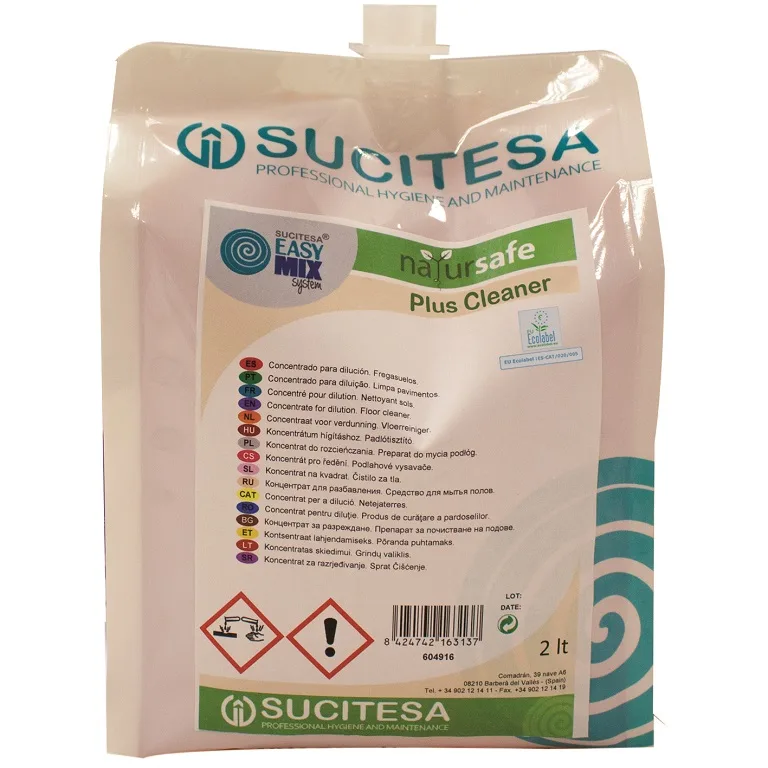 SUCITESA
PROFESSIONAL HYGIENE AND MAINTENANCE
SUCITESA®
EASY
MIX
system
natursafe
Plus Cleaner
Ecolabel
EU Ecolabel : ES-CAT/020/005
ES Concentrado para dilución. Fregasuelos.
PT Concentrado para diluição. Limpa pavimentos.
FR Concentré pour dilution. Nettoyant sols.
EN Concentrate for dilution. Floor cleaner.
NL Concentraat voor verdunning. Vloerreiniger.
HU Koncentrátum hígításhoz. Padlótisztító.
PL Koncentrat do rozcieńczania. Preparat do mycia podłóg.
CS Koncentrát pro ředění. Podlahové vysavače.
SL Koncentrat na kvadrat. Čistilo za tla.
RU Концентрат для разбавления. Средство для мытья полов.
CAT Concentrat per a dilució. Netejaterres.
RO Concentrat pentru diluție. Produs de curățare a pardoselilor.
BG Концентрат за разреждане. Препарат за почистване на подове.
ET Kontsentraat lahjendamiseks. Põranda puhtamaks.
LT Koncentratas skiedimui. Grindų valiklis.
SR Koncentrat za razrjeđivanje. Sprat Čišćenje.
LOT:
DATE:
8 424742 163137
604916
2 lt
Comadrán, 39 nave A6
08210 Barberá del Vallès - (Spain)
Tel. + 34 902 12 14 11 - Fax. +34 902 12 14 19
SUCITESA
PROFESSIONAL HYGIENE AND MAINTENANCE